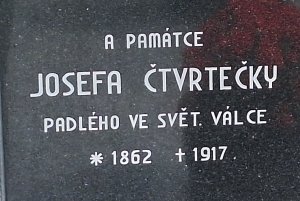 A PAMÁTCE
JOSEFA ČTVRTEČKY
PADLÉHO VE SVĚT. VÁLCE
* 1862 † 1917